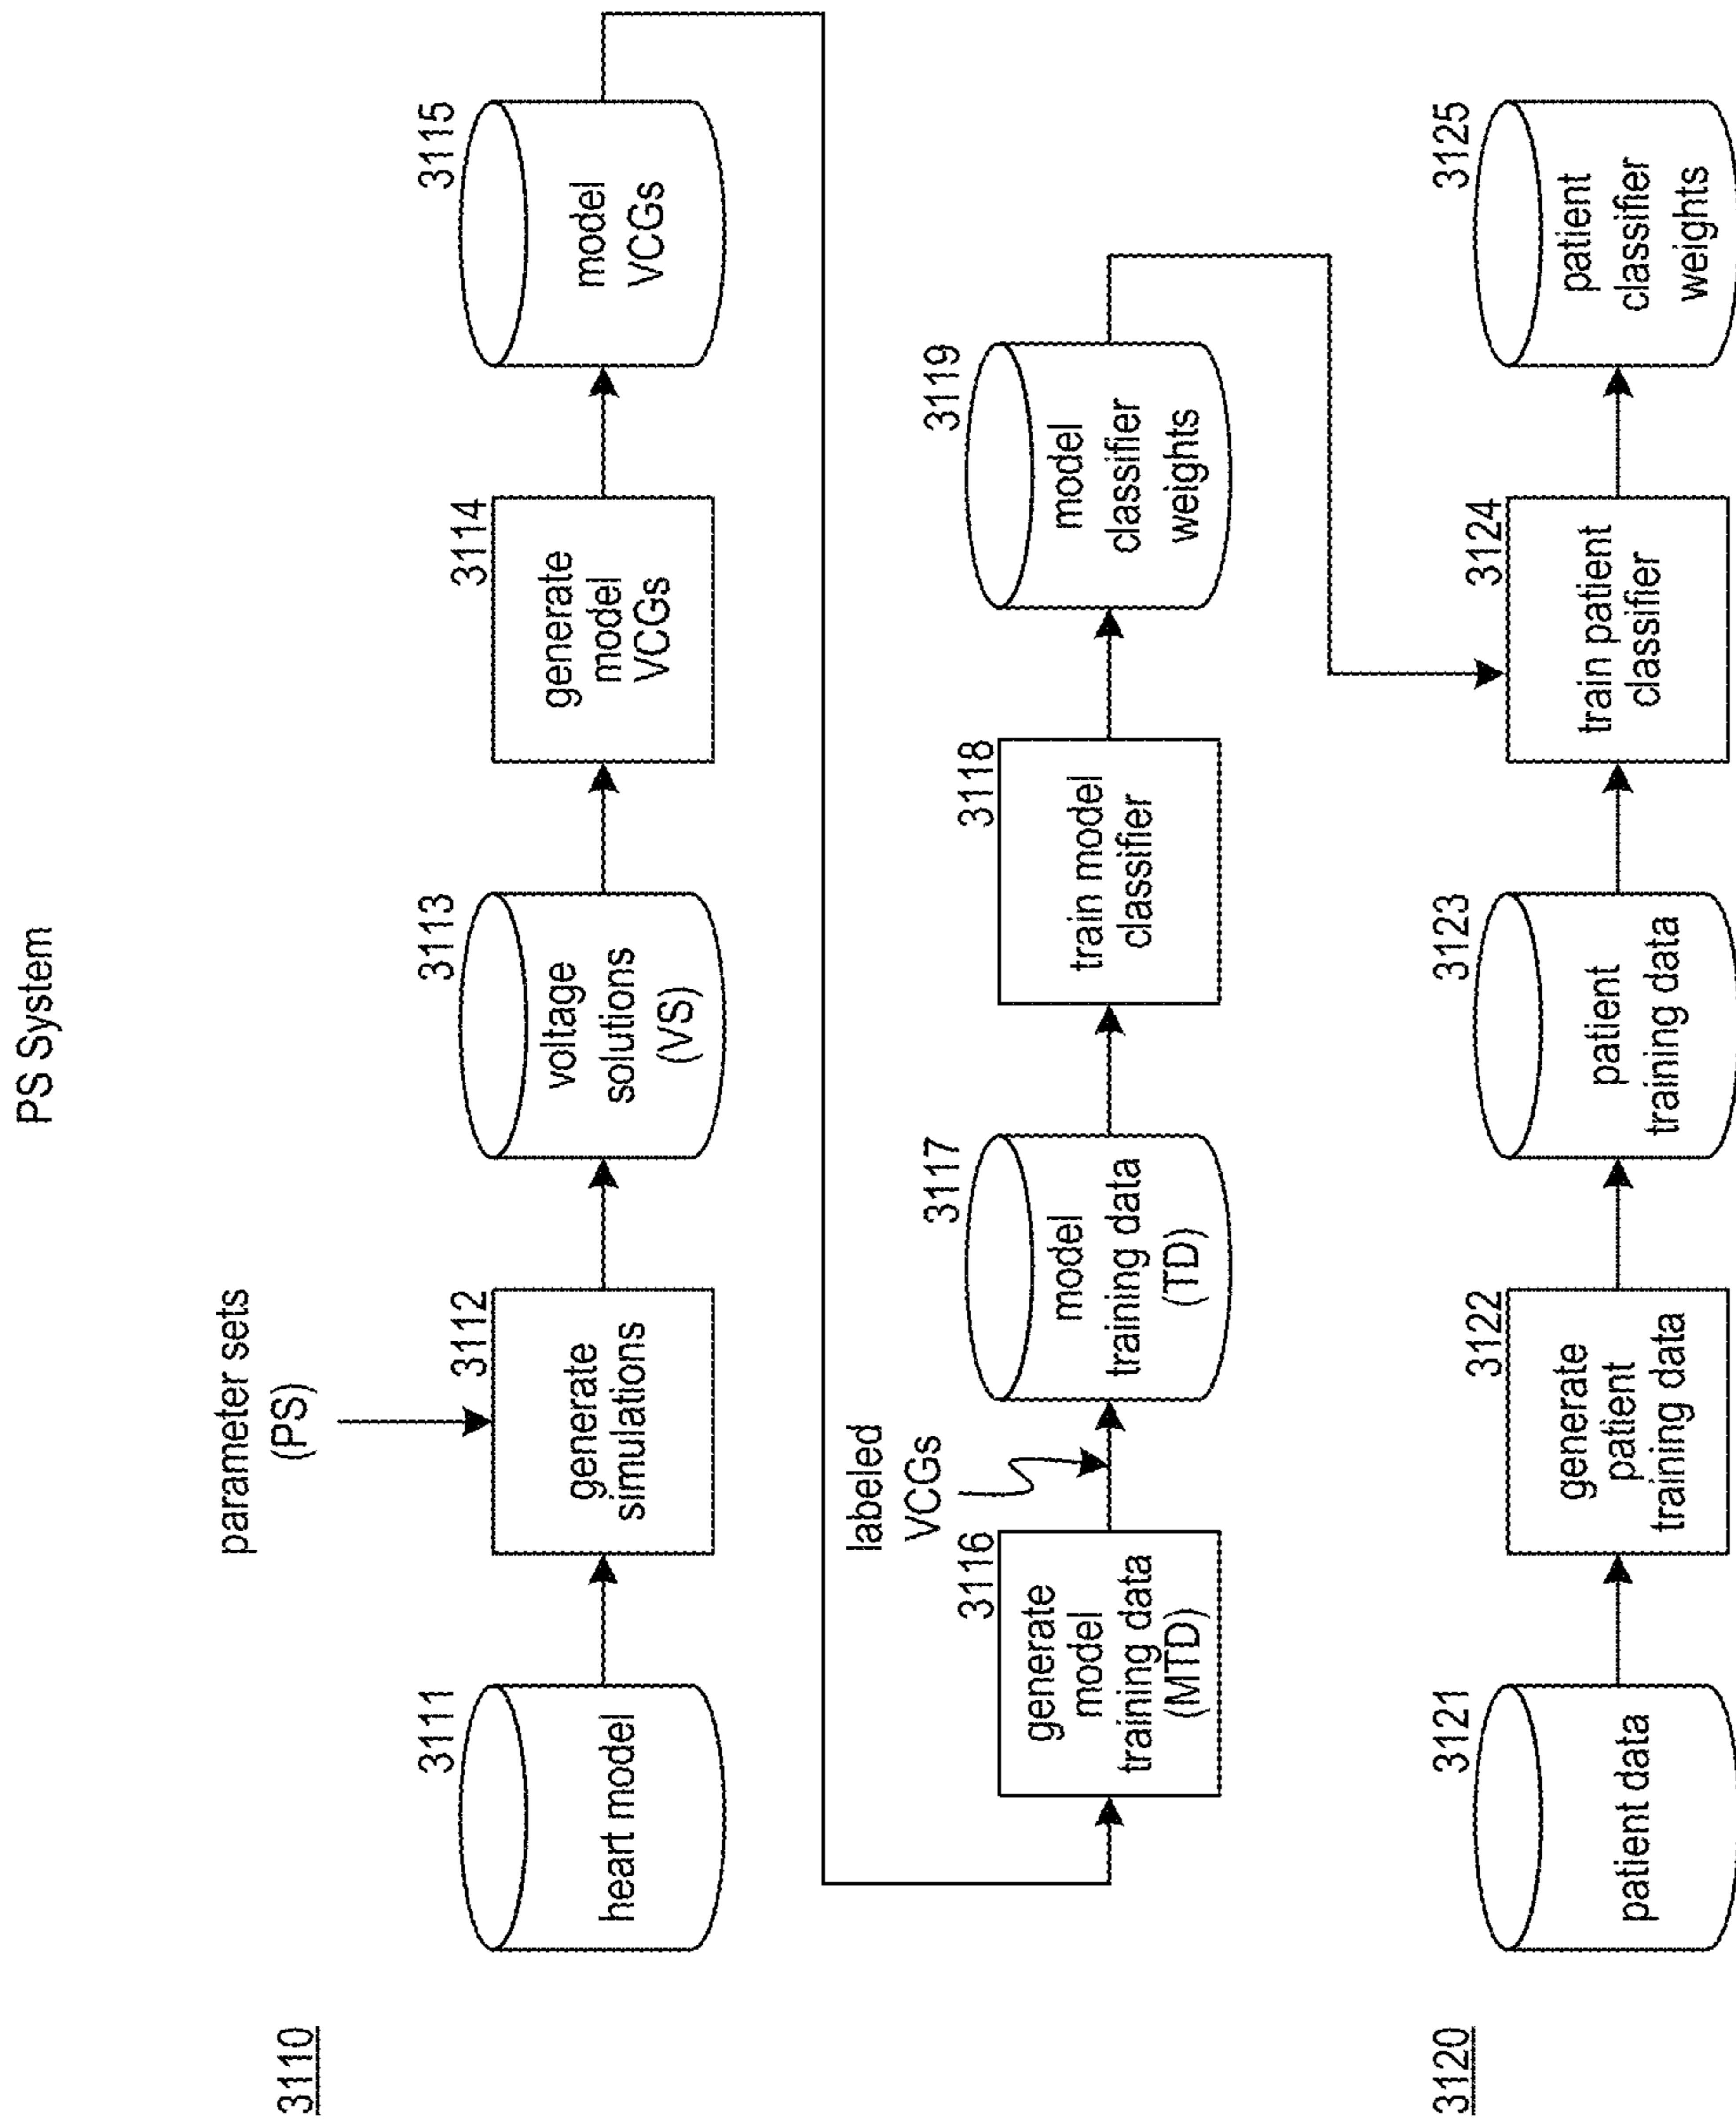 PS System
3110
parameter sets
(PS)
3111
heart model
3112
generate
simulations
3113
voltage
solutions
(VS)
3114
generate
model
VCGs
3115
model
VCGs
labeled
VCGs
3116
generate
model
training data
(MTD)
3117
model
training data
(TD)
3118
train model
classifier
3119
model
classifier
weights
3120
3121
patient data
3122
generate
patient
training data
3123
patient
training data
3124
train patient
classifier
3125
patient
classifier
weights